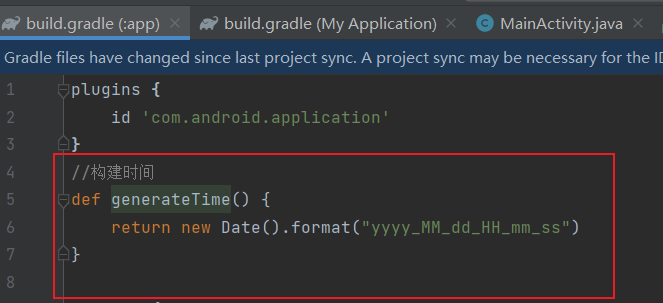 build.gradle (:app) × build.gradle (My Application) × MainActivity.java ×
Gradle files have changed since last project sync. A project sync may be necessary for the ID
1 plugins {
2 id 'com.android.application'
3 }
4 //构建时间
5 def generateTime() {
6 return new Date().format("yyyy_MM_dd_HH_mm_ss")
7 }
8